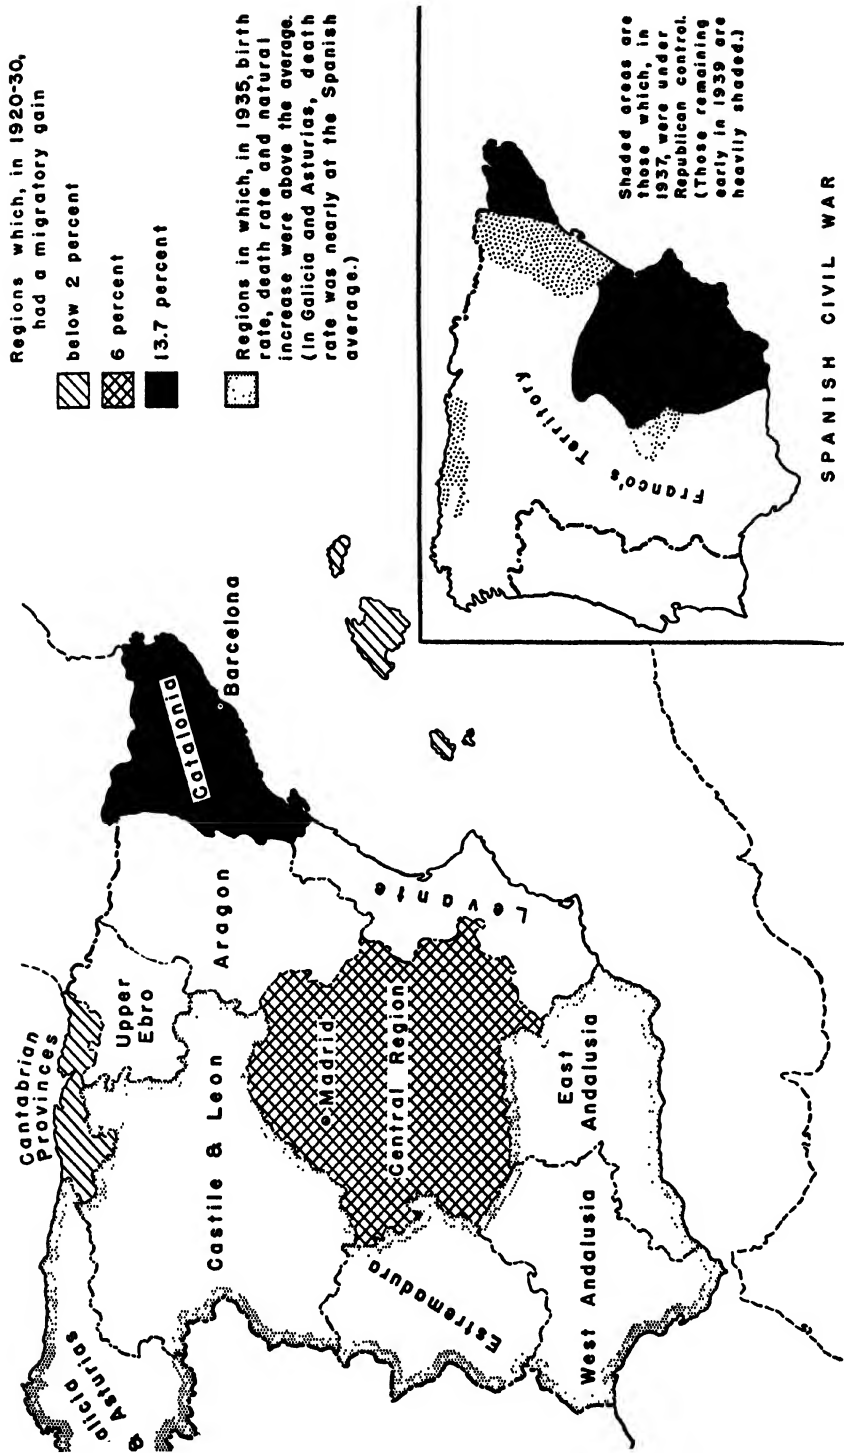 Regions which, in 1920-30,
had a migratory gain
below 2 percent
6 percent
13.7 percent
Regions in which, in 1935, birth
rate, death rate and natural
increase were above the average.
(In Galicia and Asturias, death
rate was nearly at the Spanish
average.)
Cantabrian
Provinces
alicia
& Asturias
Upper
Ebro
Aragon
Catalonia
Barcelona
Castile & Leon
Madrid
Central Region
Levante
Estremadura
West Andalusia
East
Andalusia
Franco's Territory
Shaded areas are
those which, in
1937, were under
Republican control.
(Those remaining
early in 1939 are
heavily shaded.)
SPANISH CIVIL WAR